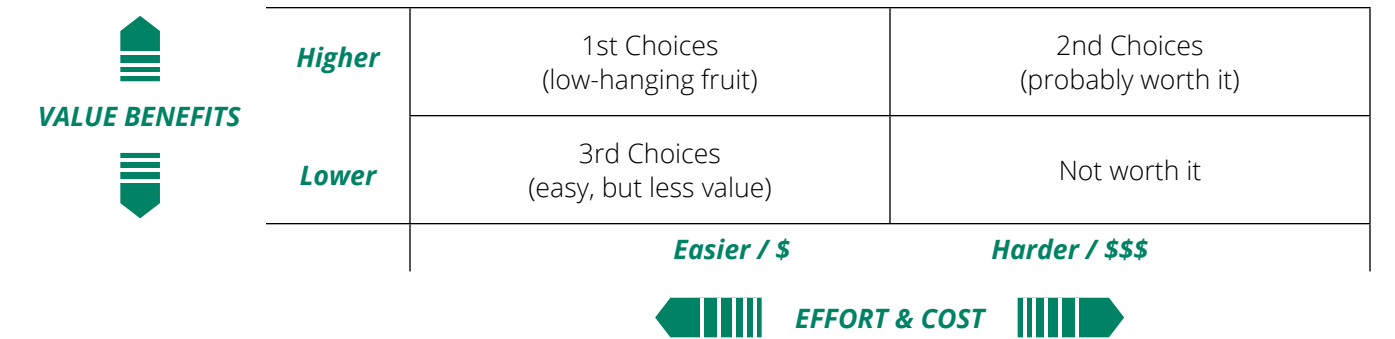 VALUE BENEFITS
Higher
1st Choices
(low-hanging fruit)
2nd Choices
(probably worth it)
Lower
3rd Choices
(easy, but less value)
Not worth it
Easier / $
Harder / $$$
EFFORT & COST